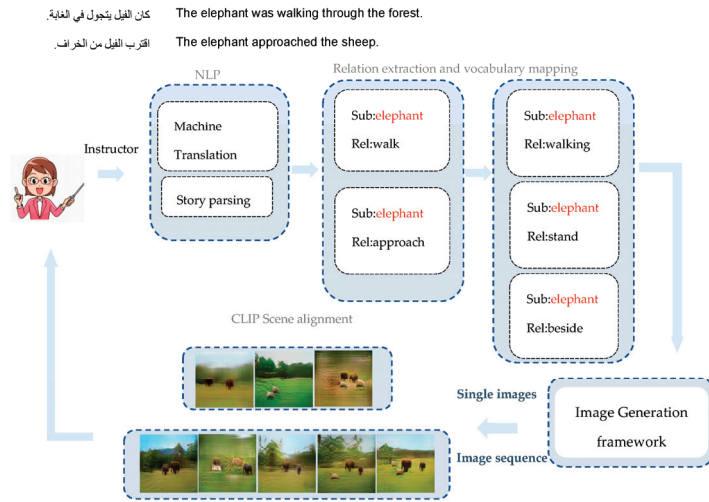 كان الفيل يتجول في الغابة. The elephant was walking through the forest.
اقترب الفيل من الخراف. The elephant approached the sheep.
NLP
Relation extraction and vocabulary mapping
Instructor
Machine
Translation
Story parsing
Sub:elephant
Rel:walk
Sub:elephant
Rel:approach
Sub:elephant
Rel:walking
Sub:elephant
Rel:stand
Sub:elephant
Rel:beside
CLIP Scene alignment
Single images
Image sequence
Image Generation
framework